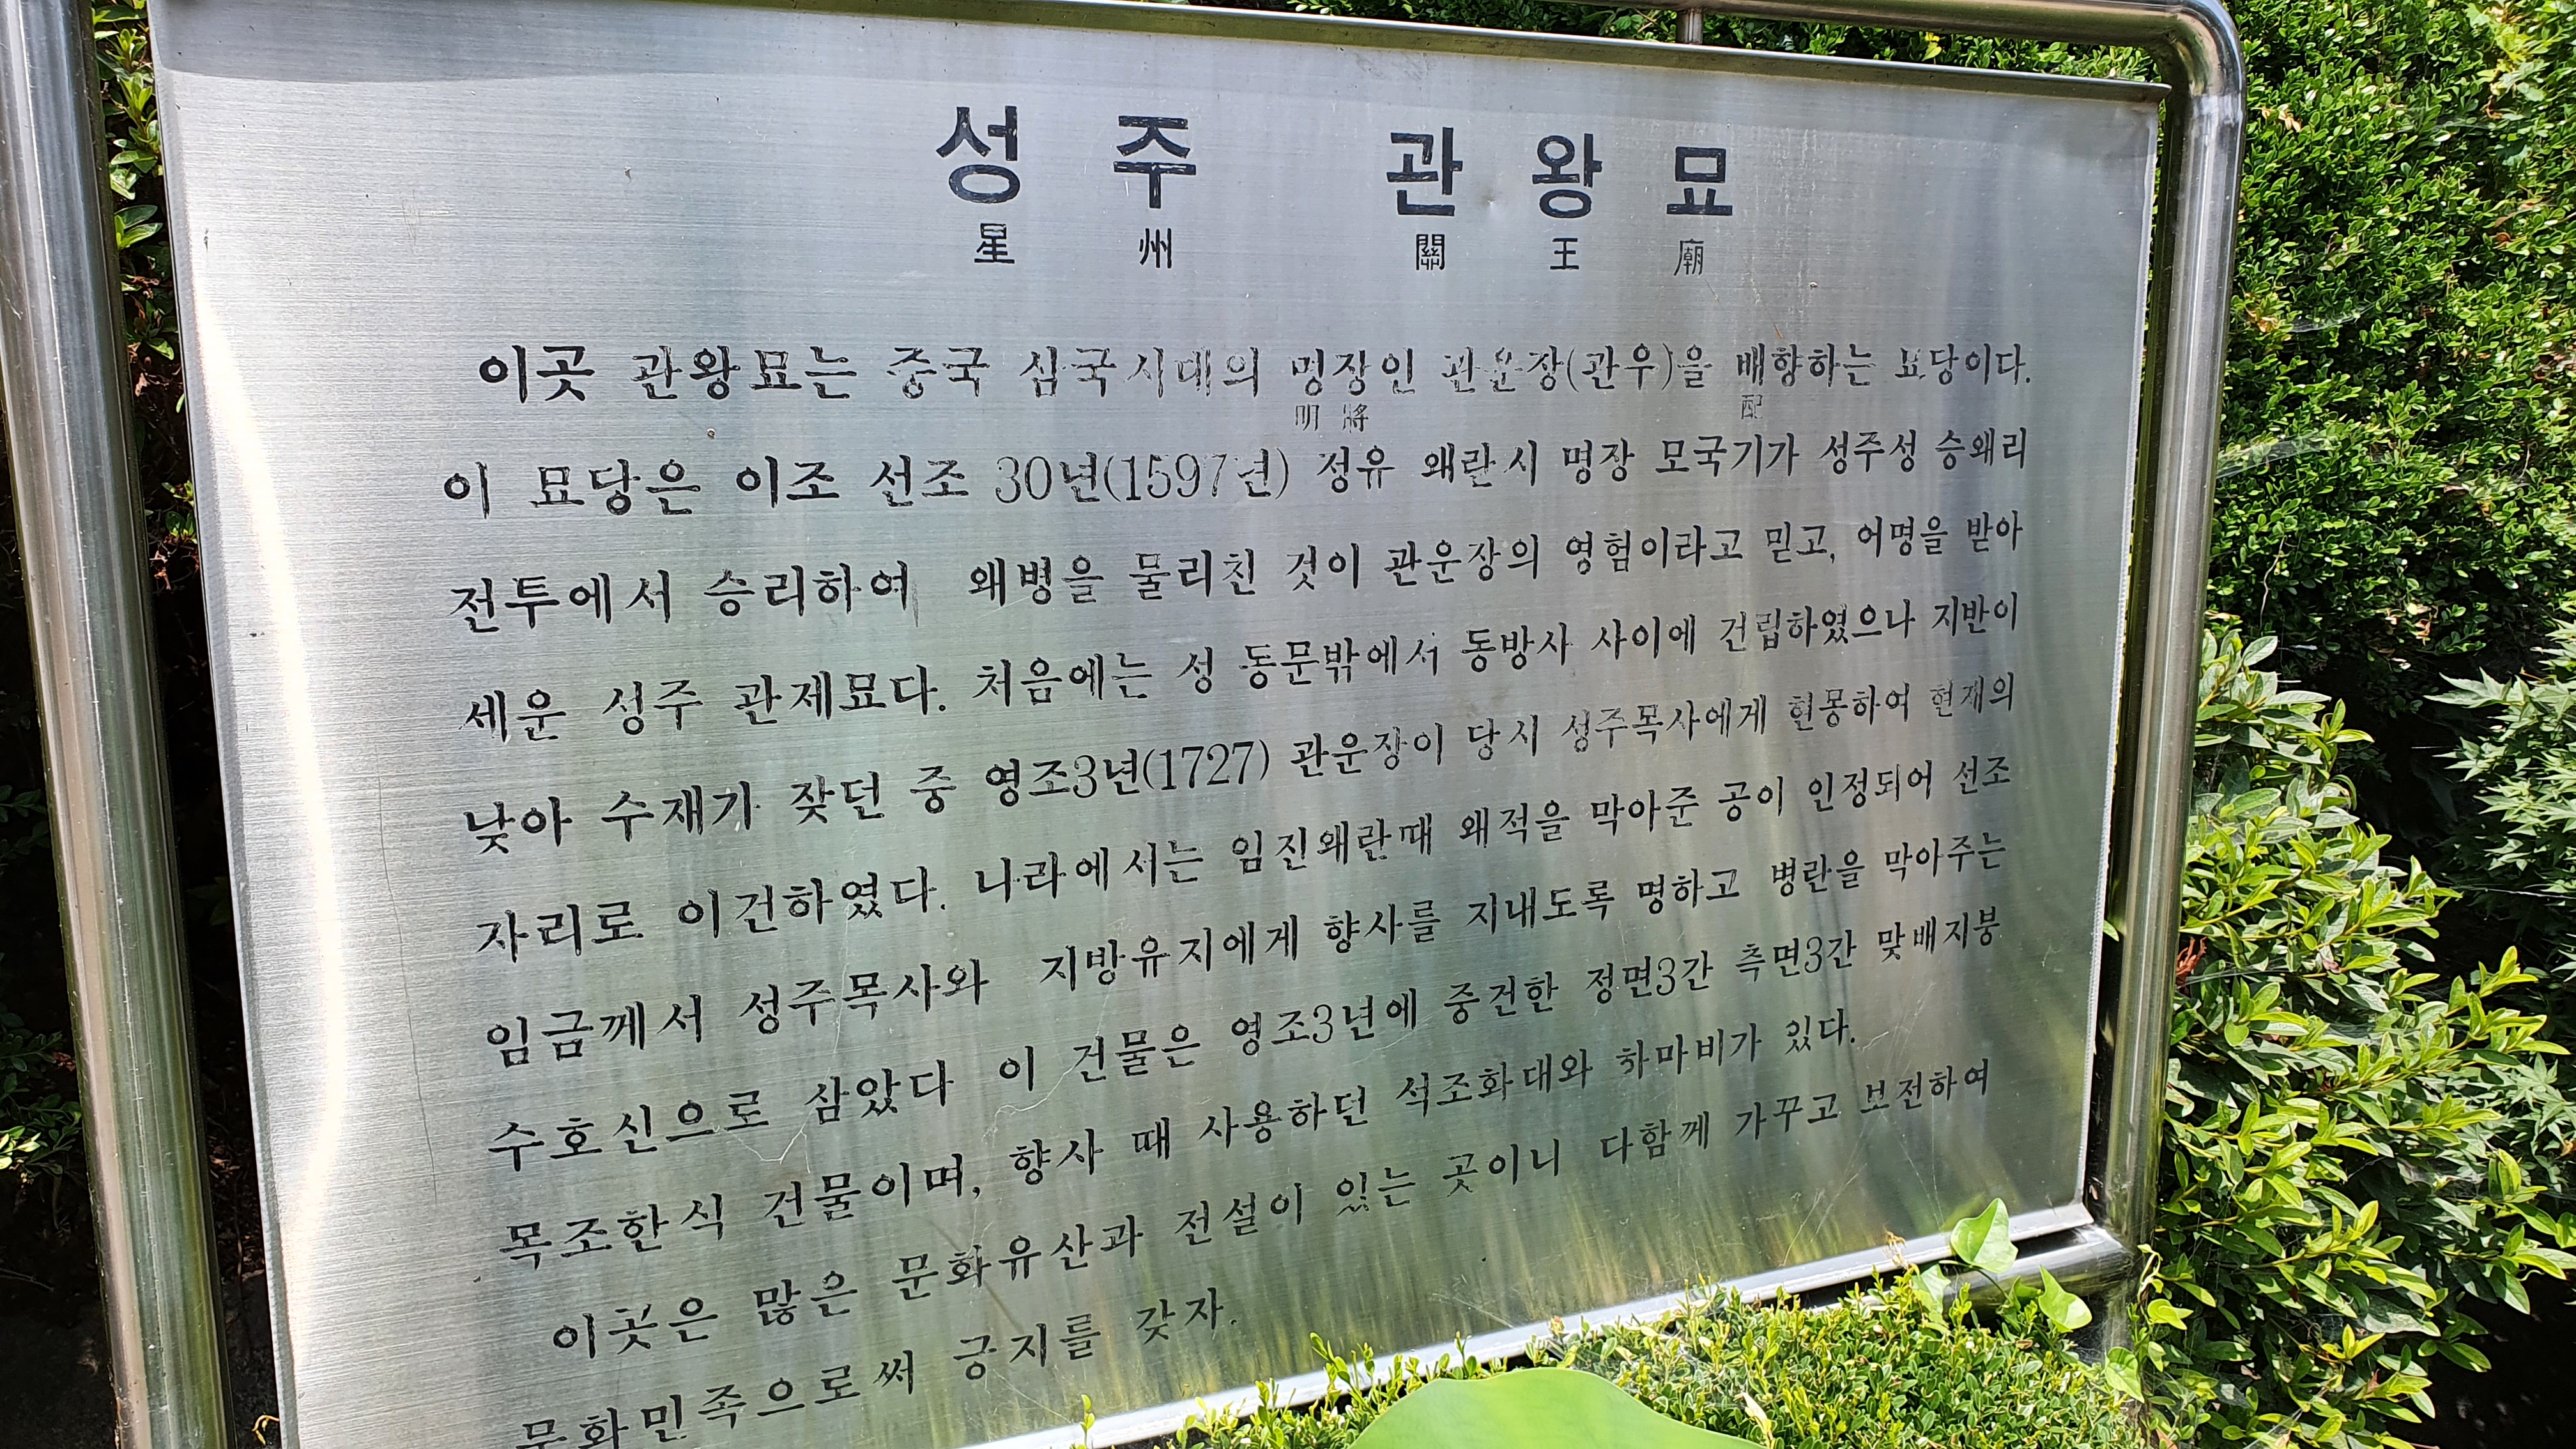 성주 관왕묘
星州 關王廟
이곳 관왕묘는 중국 심국시대의 명장인 관운장(관우)을 배향하는 묘당이다.
明將 配
이 묘당은 이조 선조 30년(1597년) 정유 왜란시 명장 모국기가 성주성 승왜리
전투에서 승리하여 왜병을 물리친 것이 관운장의 영험이라고 믿고, 어명을 받아
세운 성주 관제묘다. 처음에는 성 동문밖에서 동방사 사이에 건립하였으나 지반이
낮아 수재가 잦던 중 영조3년(1727) 관운장이 당시 성주목사에게 현몽하여 현재의
자리로 이건하였다. 나라에서는 임진왜란때 왜적을 막아준 공이 인정되어 선조
임금께서 성주목사와 지방유지에게 향사를 지내도록 명하고 병란을 막아주는
수호신으로 삼았다 이 건물은 영조3년에 중건한 정면3간 측면3간 맞배지붕
목조한식 건물이며, 향사 때 사용하던 석조화대와 하마비가 있다.
이곳은 많은 문화유산과 전설이 있는 곳이니 다함께 가꾸고 보전하여
문화민족으로써 긍지를 갖자.